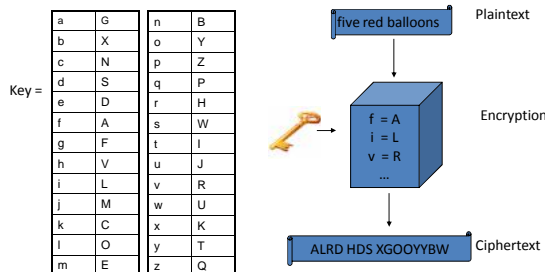 Key =
a G
b X
c N
d S
e D
f A
g F
h V
i L
j M
k C
l O
m E
n B
o Y
p Z
q P
r H
s W
t I
u J
v R
w U
x K
y T
z Q
five red balloons
Plaintext
f = A
i = L
v = R
...
Encryption
ALRD HDS XGOOYYBW
Ciphertext